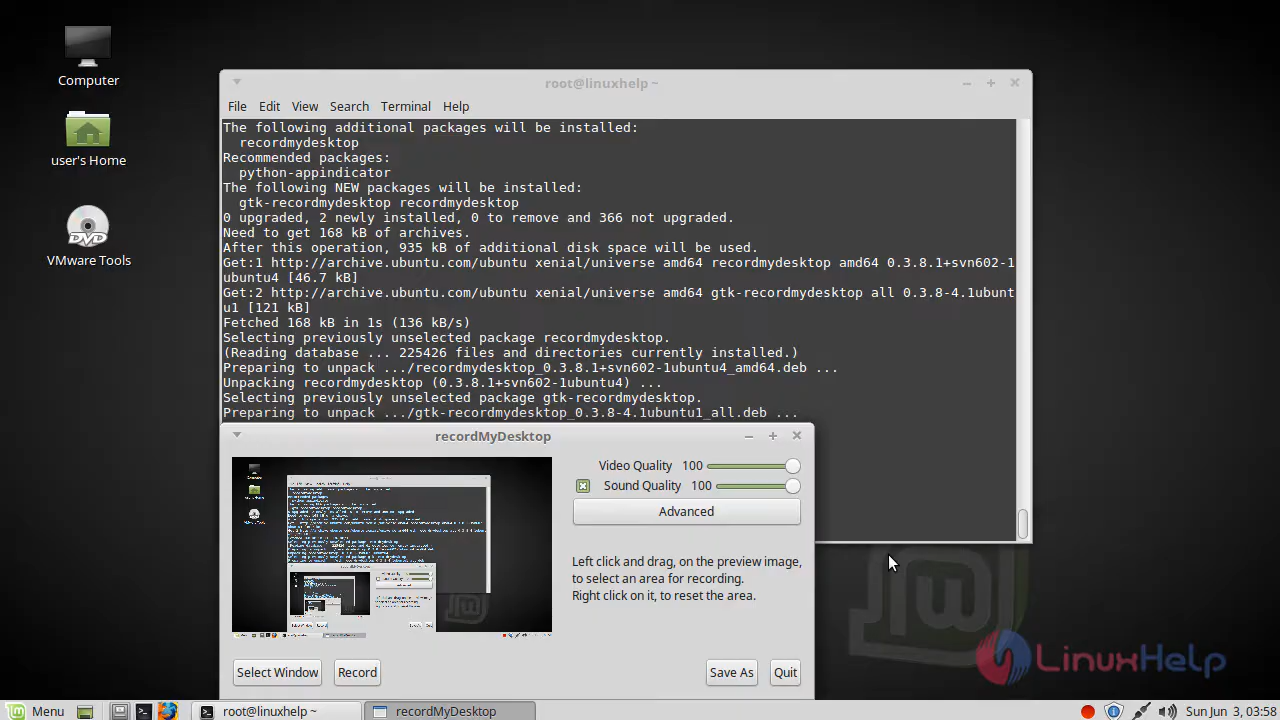 Computer
user's Home
DVD
VMware Tools
root@linuxhelp ~
File Edit View Search Terminal Help
The following additional packages will be installed:
recordmydesktop
Recommended packages:
python-appindicator
The following NEW packages will be installed:
gtk-recordmydesktop recordmydesktop
0 upgraded, 2 newly installed, 0 to remove and 366 not upgraded.
Need to get 168 kB of archives.
After this operation, 935 kB of additional disk space will be used.
Get:1 http://archive.ubuntu.com/ubuntu xenial/universe amd64 recordmydesktop amd64 0.3.8.1+svn602-1
ubuntu4 [46.7 kB]
Get:2 http://archive.ubuntu.com/ubuntu xenial/universe amd64 gtk-recordmydesktop all 0.3.8-4.1ubunt
u1 [121 kB]
Fetched 168 kB in 1s (136 kB/s)
Selecting previously unselected package recordmydesktop.
(Reading database ... 225426 files and directories currently installed.)
Preparing to unpack .../recordmydesktop_0.3.8.1+svn602-1ubuntu4_amd64.deb ...
Unpacking recordmydesktop (0.3.8.1+svn602-1ubuntu4) ...
Selecting previously unselected package gtk-recordmydesktop.
Preparing to unpack .../gtk-recordmydesktop_0.3.8-4.1ubuntu1_all.deb ...
recordMyDesktop
Video Quality 100
Sound Quality 100
Advanced
Left click and drag, on the preview image,
to select an area for recording.
Right click on it, to reset the area.
Select Window Record Save As Quit
LinuxHelp
Menu root@linuxhelp ~ recordMyDesktop Sun Jun 3, 03:58